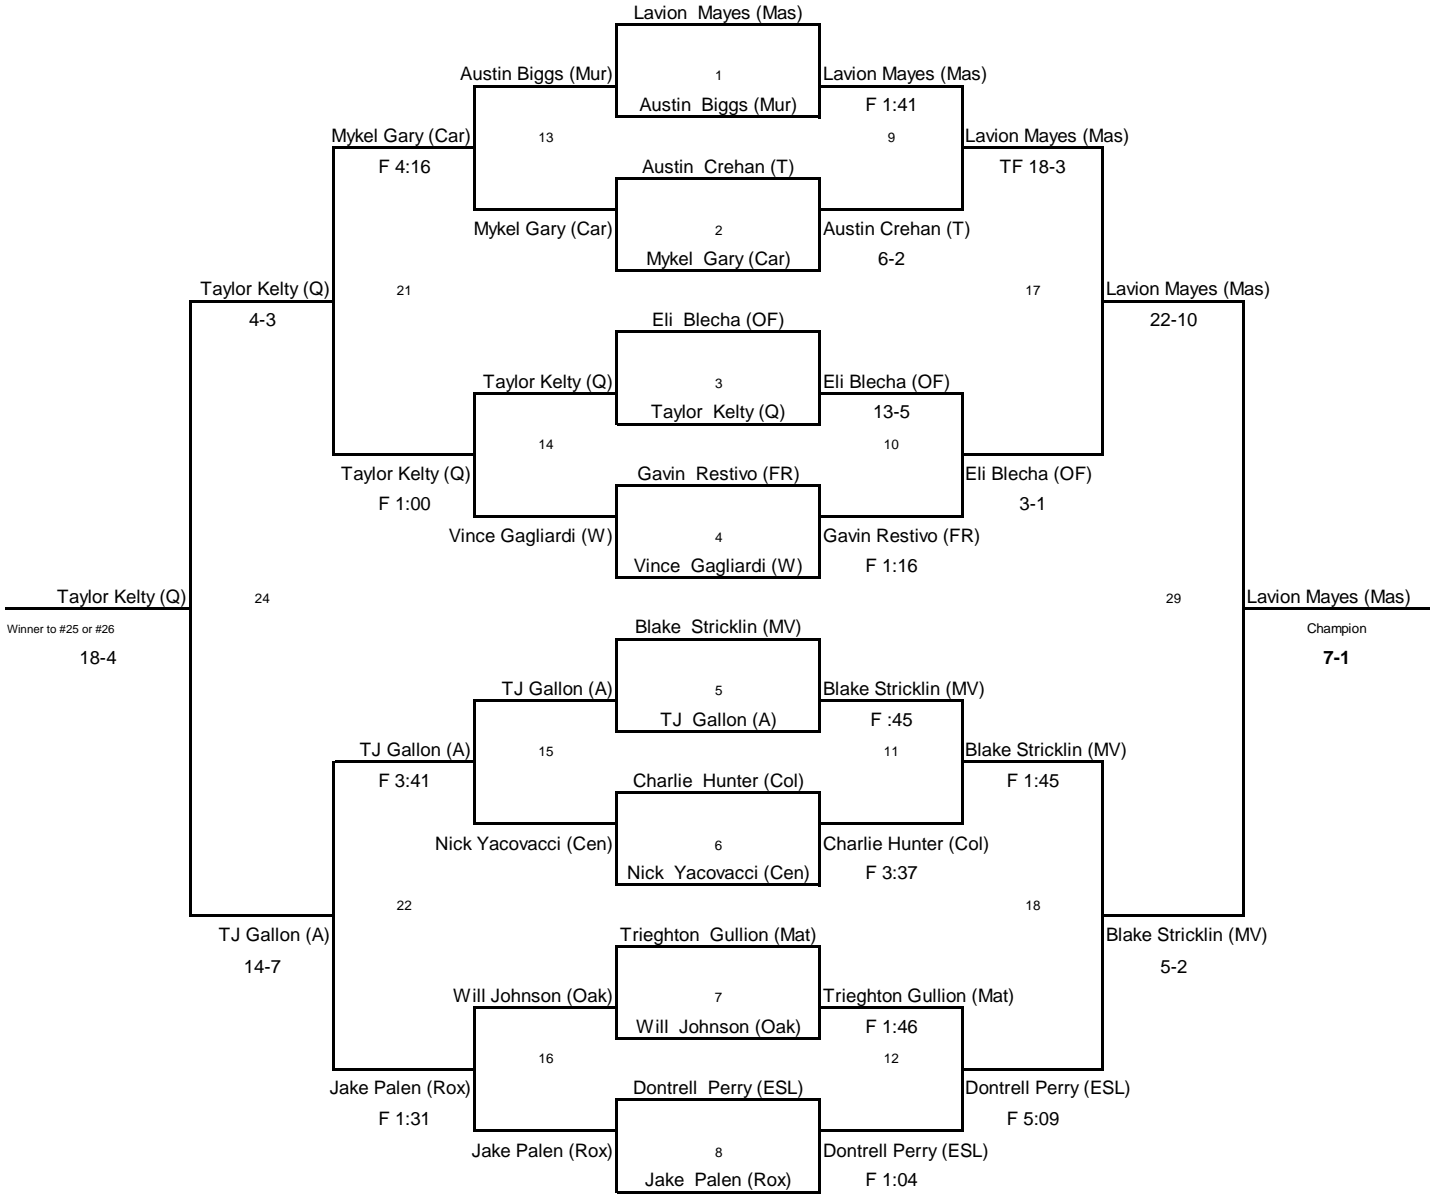 Lavion Mayes (Mas)
Austin Biggs (Mur) 1 Lavion Mayes (Mas)
Austin Biggs (Mur) F 1:41
Mykel Gary (Car) 13 9 Lavion Mayes (Mas)
F 4:16 Austin Crehan (T) TF 18-3
Mykel Gary (Car) 2 Austin Crehan (T)
Mykel Gary (Car) 6-2
Taylor Kelty (Q) 21 17 Lavion Mayes (Mas)
4-3 Eli Blecha (OF) 22-10
Taylor Kelty (Q) 3 Eli Blecha (OF)
Taylor Kelty (Q) 13-5
14 10
Taylor Kelty (Q) Gavin Restivo (FR) Eli Blecha (OF)
F 1:00 3-1
Vince Gagliardi (W) 4 Gavin Restivo (FR)
Vince Gagliardi (W) F 1:16
Taylor Kelty (Q) 24 29 Lavion Mayes (Mas)
Winner to #25 or #26 Blake Stricklin (MV) Champion
18-4 7-1
TJ Gallon (A) 5 Blake Stricklin (MV)
TJ Gallon (A) F :45
TJ Gallon (A) 15 11 Blake Stricklin (MV)
F 3:41 Charlie Hunter (Col) F 1:45
Nick Yacovacci (Cen) 6 Charlie Hunter (Col)
Nick Yacovacci (Cen) F 3:37
22 18
TJ Gallon (A) Trieghton Gullion (Mat) Blake Stricklin (MV)
14-7 5-2
Will Johnson (Oak) 7 Trieghton Gullion (Mat)
Will Johnson (Oak) F 1:46
16 12
Jake Palen (Rox) Dontrell Perry (ESL) Dontrell Perry (ESL)
F 1:31 F 5:09
Jake Palen (Rox) 8 Dontrell Perry (ESL)
Jake Palen (Rox) F 1:04